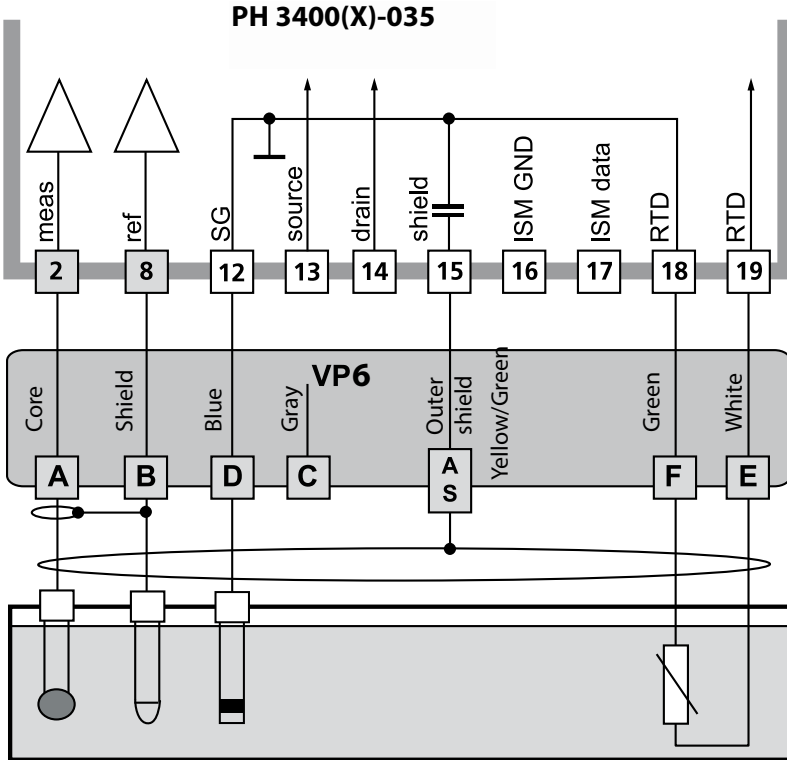 PH 3400(X)-035
meas
ref
SG
source
drain
shield
ISM GND
ISM data
RTD
RTD
2
8
12
13
14
15
16
17
18
19
VP6
Core
Shield
Blue
Gray
Outer
shield
Yellow/Green
Green
White
A
B
D
C
A
S
F
E